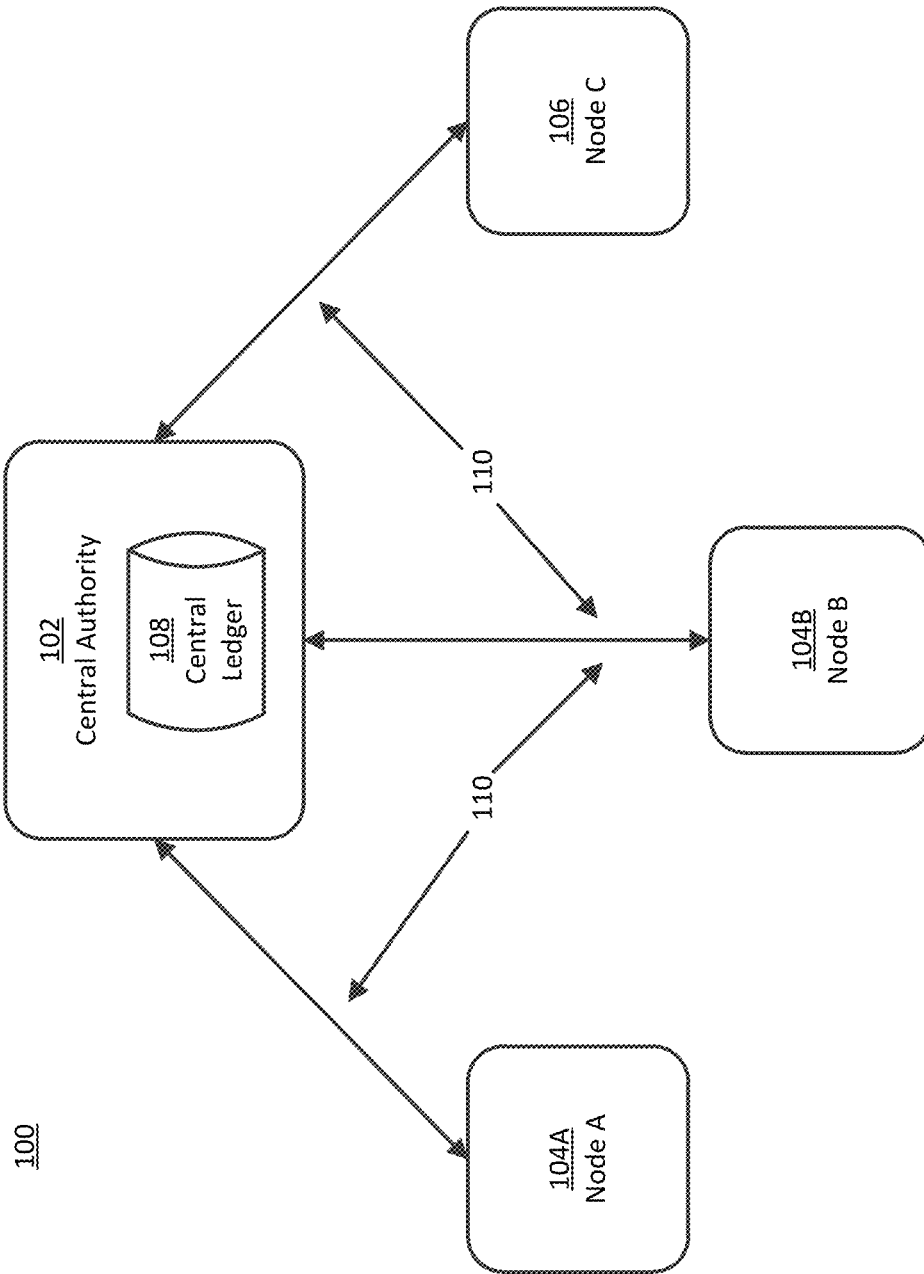 100
102
Central Authority
108
Central
Ledger
110
110
104A
Node A
104B
Node B
106
Node C